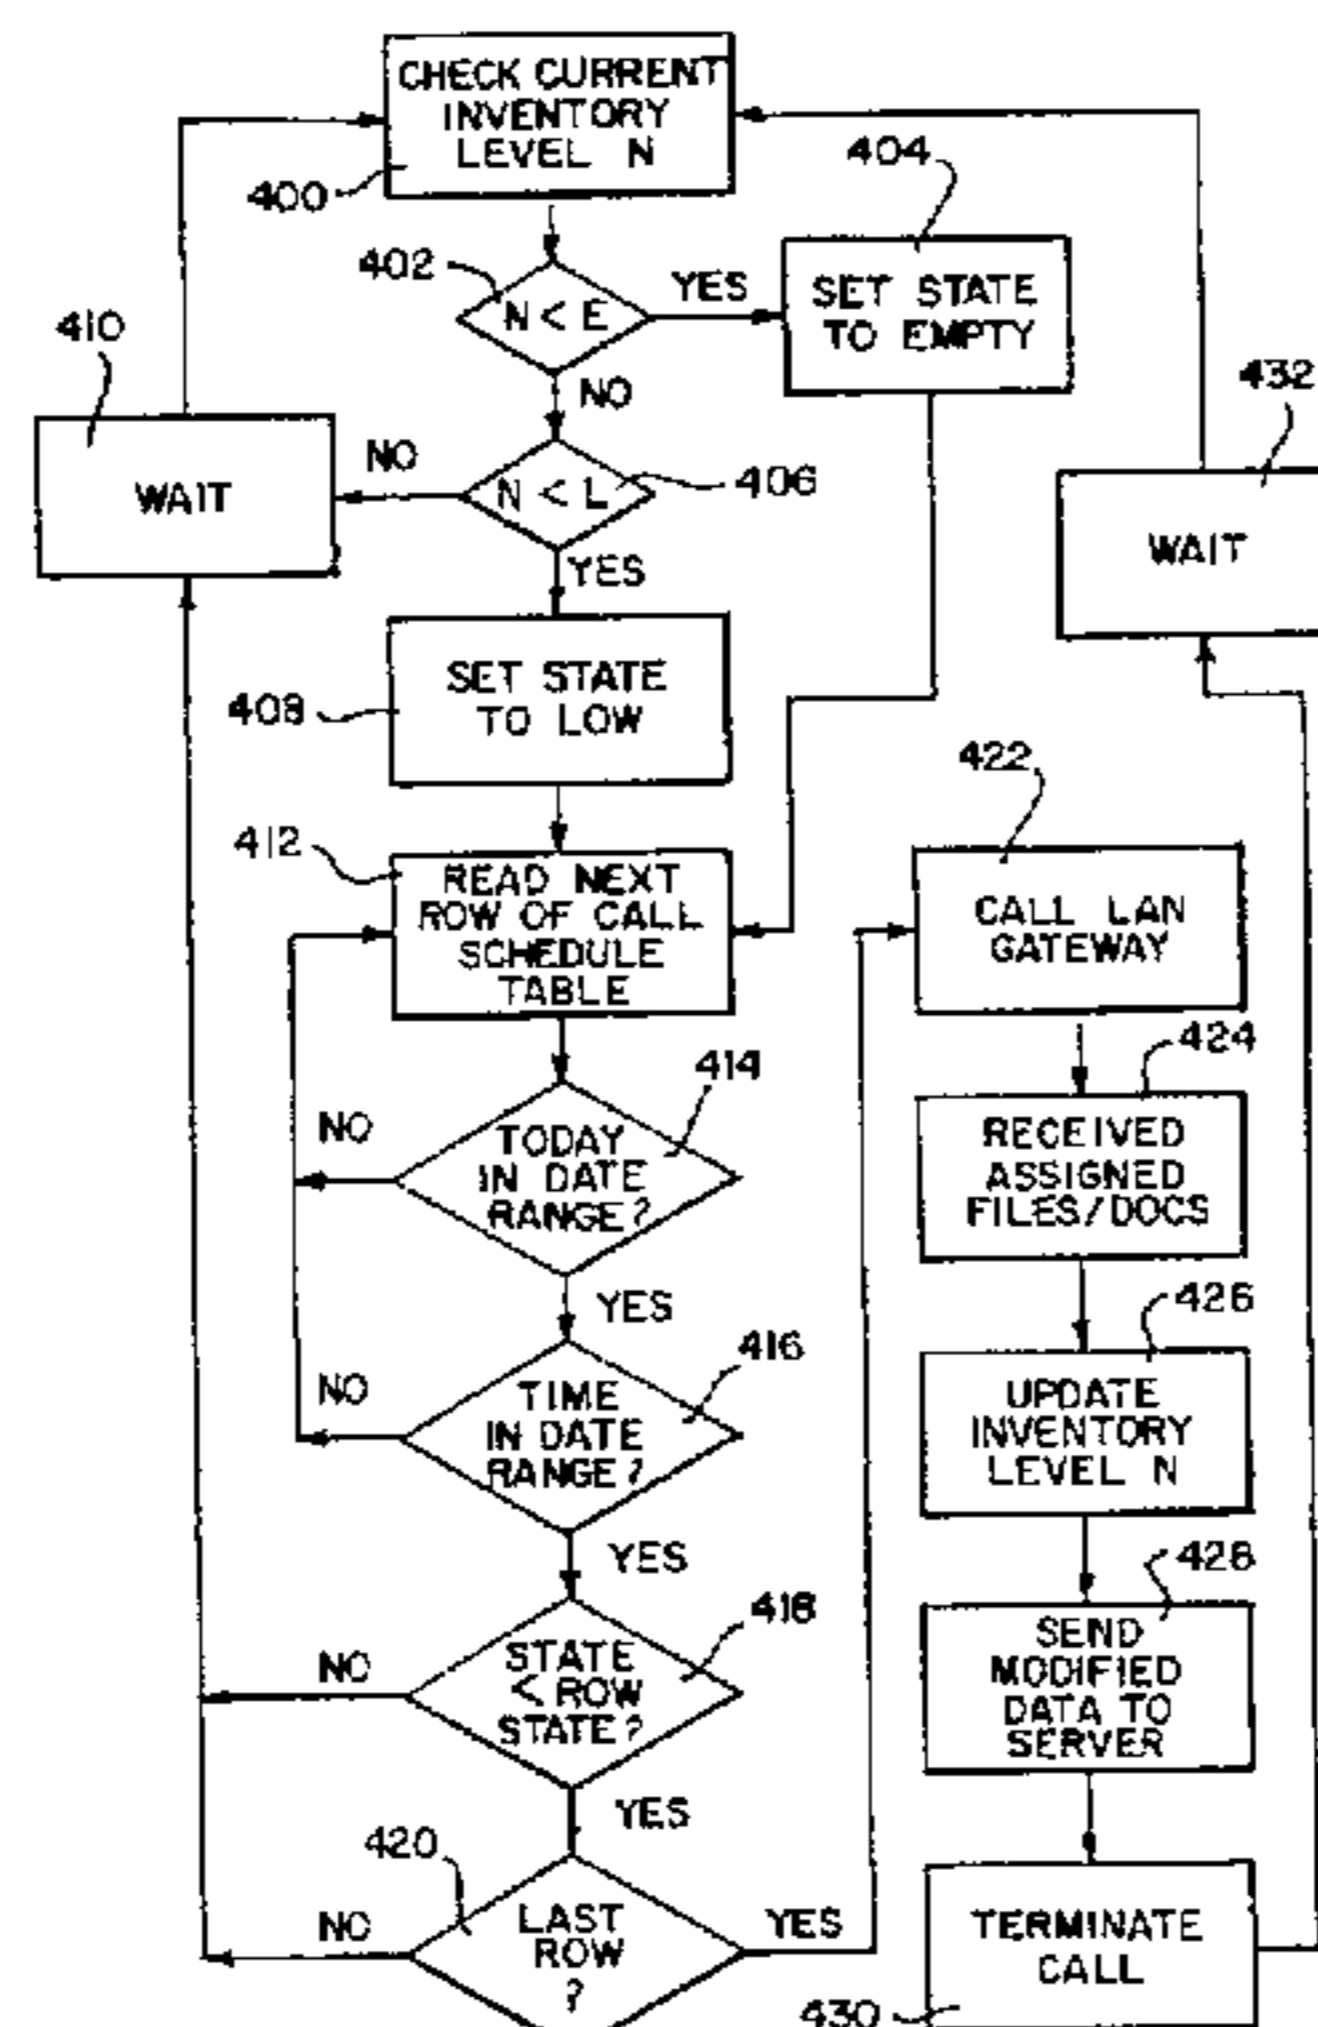 CHECK CURRENT
INVENTORY
LEVEL N
400
402
N < E
YES
404
SET STATE
TO EMPTY
NO
410
WAIT
NO
N < L
406
432
WAIT
YES
SET STATE
TO LOW
408
412
READ NEXT
ROW OF CALL
SCHEDULE
TABLE
414
TODAY
IN DATE
RANGE?
NO
YES
416
TIME
IN DATE
RANGE?
NO
YES
418
STATE
< ROW
STATE?
NO
YES
420
LAST
ROW
?
NO
YES
422
CALL LAN
GATEWAY
424
RECEIVED
ASSIGNED
FILES/DOCS
426
UPDATE
INVENTORY
LEVEL N
428
SEND
MODIFIED
DATA TO
SERVER
TERMINATE
CALL
430